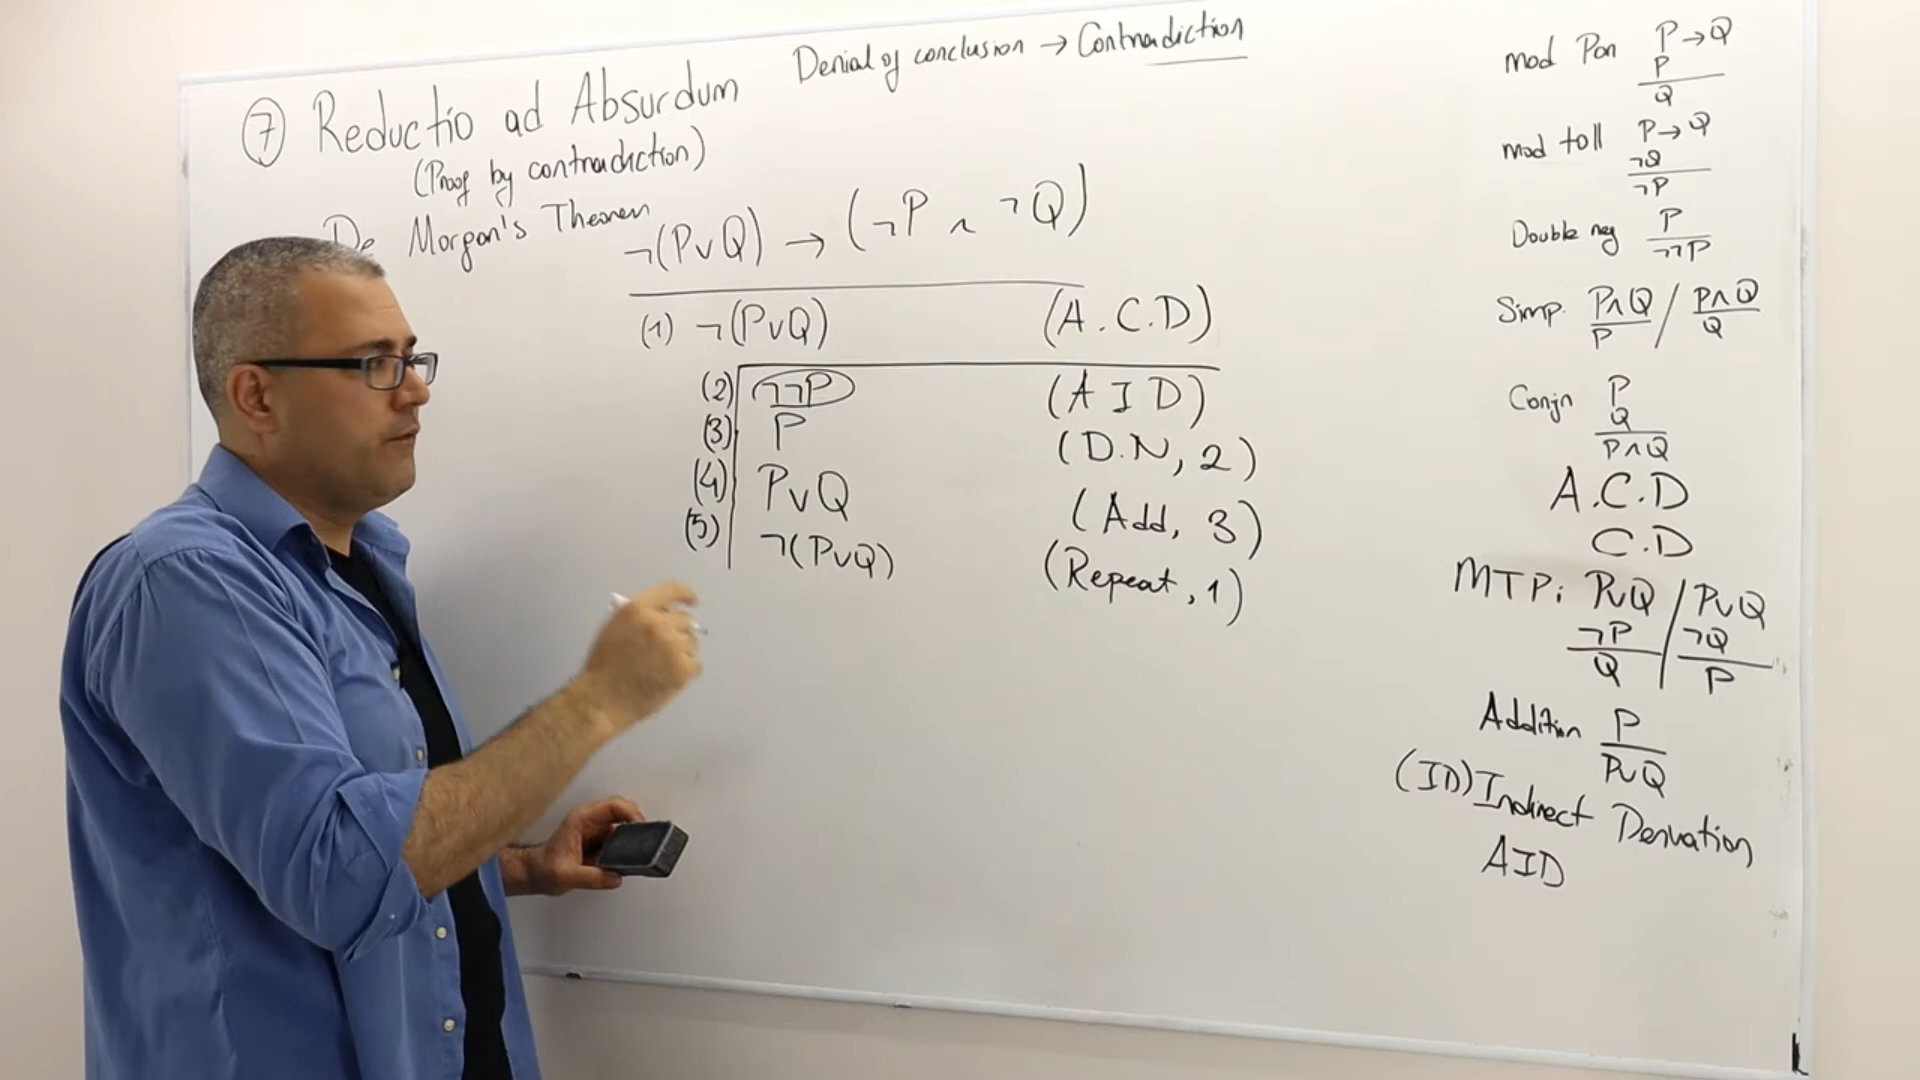 ⑦ Reductio ad Absurdum
Denial of conclusion → Contradiction
(Proof by contradiction)
De Morgan's Theorem
¬(P∨Q) → (¬P ∧ ¬Q)
(1) ¬(P∨Q) (A.C.D)
(2) ¬¬P (AID)
(3) P (D.N, 2)
(4) P∨Q (Add, 3)
(5) ¬(P∨Q) (Repeat, 1)
mod Pon P→Q
P
Q
mod toll P→Q
¬Q
¬P
Double neg P
¬¬P
Simp. P∧Q / P∧Q
P Q
Conjn P
Q
P∧Q
A.C.D
C.D
MTP: P∨Q / P∨Q
¬P ¬Q
Q P
Addition P
P∨Q
(ID) Indirect Derivation
AID